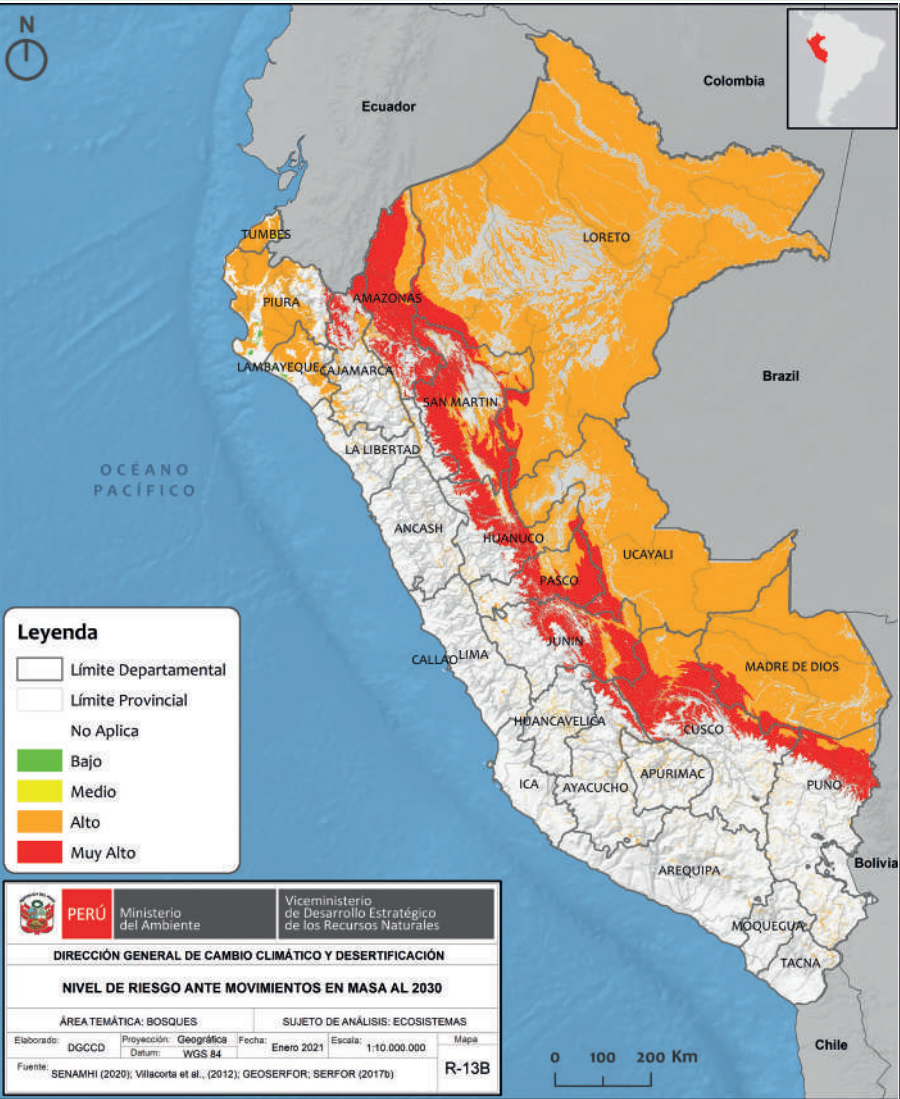 N
Colombia
Ecuador
TUMBES
LORETO
PIURA
AMAZONAS
LAMBAYEQUE
CAJAMARCA
Brazil
SAN MARTIN
LA LIBERTAD
OCÉANO
PACÍFICO
ANCASH
HUANUCO
UCAYALI
PASCO
JUNIN
CALLAO
LIMA
MADRE DE DIOS
HUANCAVELICA
CUSCO
ICA
AYACUCHO
APURIMAC
PUNO
Bolivia
AREQUIPA
MOQUEGUA
TACNA
Chile
Leyenda
Límite Departamental
Límite Provincial
No Aplica
Bajo
Medio
Alto
Muy Alto
PERÚ
Ministerio
del Ambiente
Viceministerio
de Desarrollo Estratégico
de los Recursos Naturales
DIRECCIÓN GENERAL DE CAMBIO CLIMÁTICO Y DESERTIFICACIÓN
NIVEL DE RIESGO ANTE MOVIMIENTOS EN MASA AL 2030
ÁREA TEMÁTICA: BOSQUES
SUJETO DE ANÁLISIS: ECOSISTEMAS
Elaborado: DGCCD
Proyección: Geográfica
Datum: WGS 84
Fecha: Enero 2021
Escala: 1:10.000.000
Mapa
R-13B
Fuente: SENAMHI (2020); Villacorta et al., (2012); GEOSERFOR; SERFOR (2017b)
0 100 200 Km